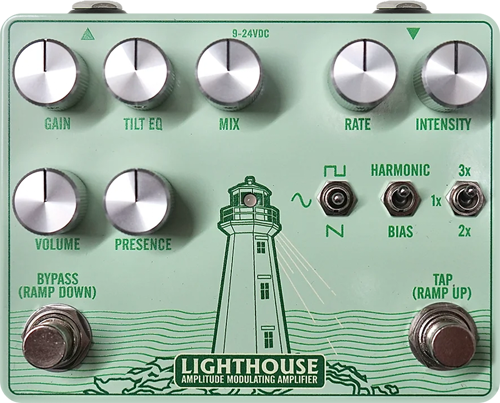 9-24VDC
GAIN
TILT EQ
MIX
RATE
INTENSITY
HARMONIC
3x
1x
BIAS
2x
VOLUME
PRESENCE
BYPASS
(RAMP DOWN)
TAP
(RAMP UP)
LIGHTHOUSE
AMPLITUDE MODULATING AMPLIFIER